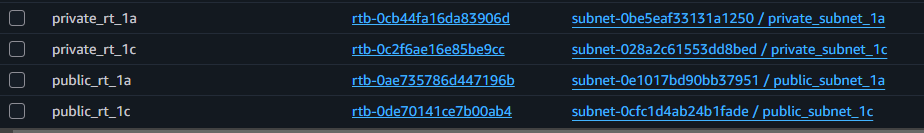 private_rt_1a rtb-0cb44fa16da83906d subnet-0be5eaf33131a1250 / private_subnet_1a
private_rt_1c rtb-0c2f6ae16e85be9cc subnet-028a2c61553dd8bed / private_subnet_1c
public_rt_1a rtb-0ae735786d447196b subnet-0e1017bd90bb37951 / public_subnet_1a
public_rt_1c rtb-0de70141ce7b00ab4 subnet-0cfc1d4ab24b1fade / public_subnet_1c